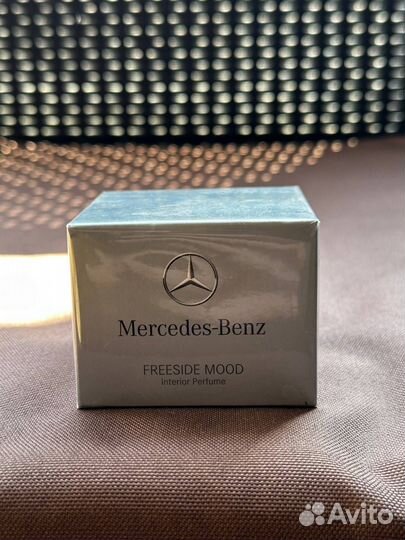 Mercedes-Benz
FREESIDE MOOD
Interior Perfume
Avito